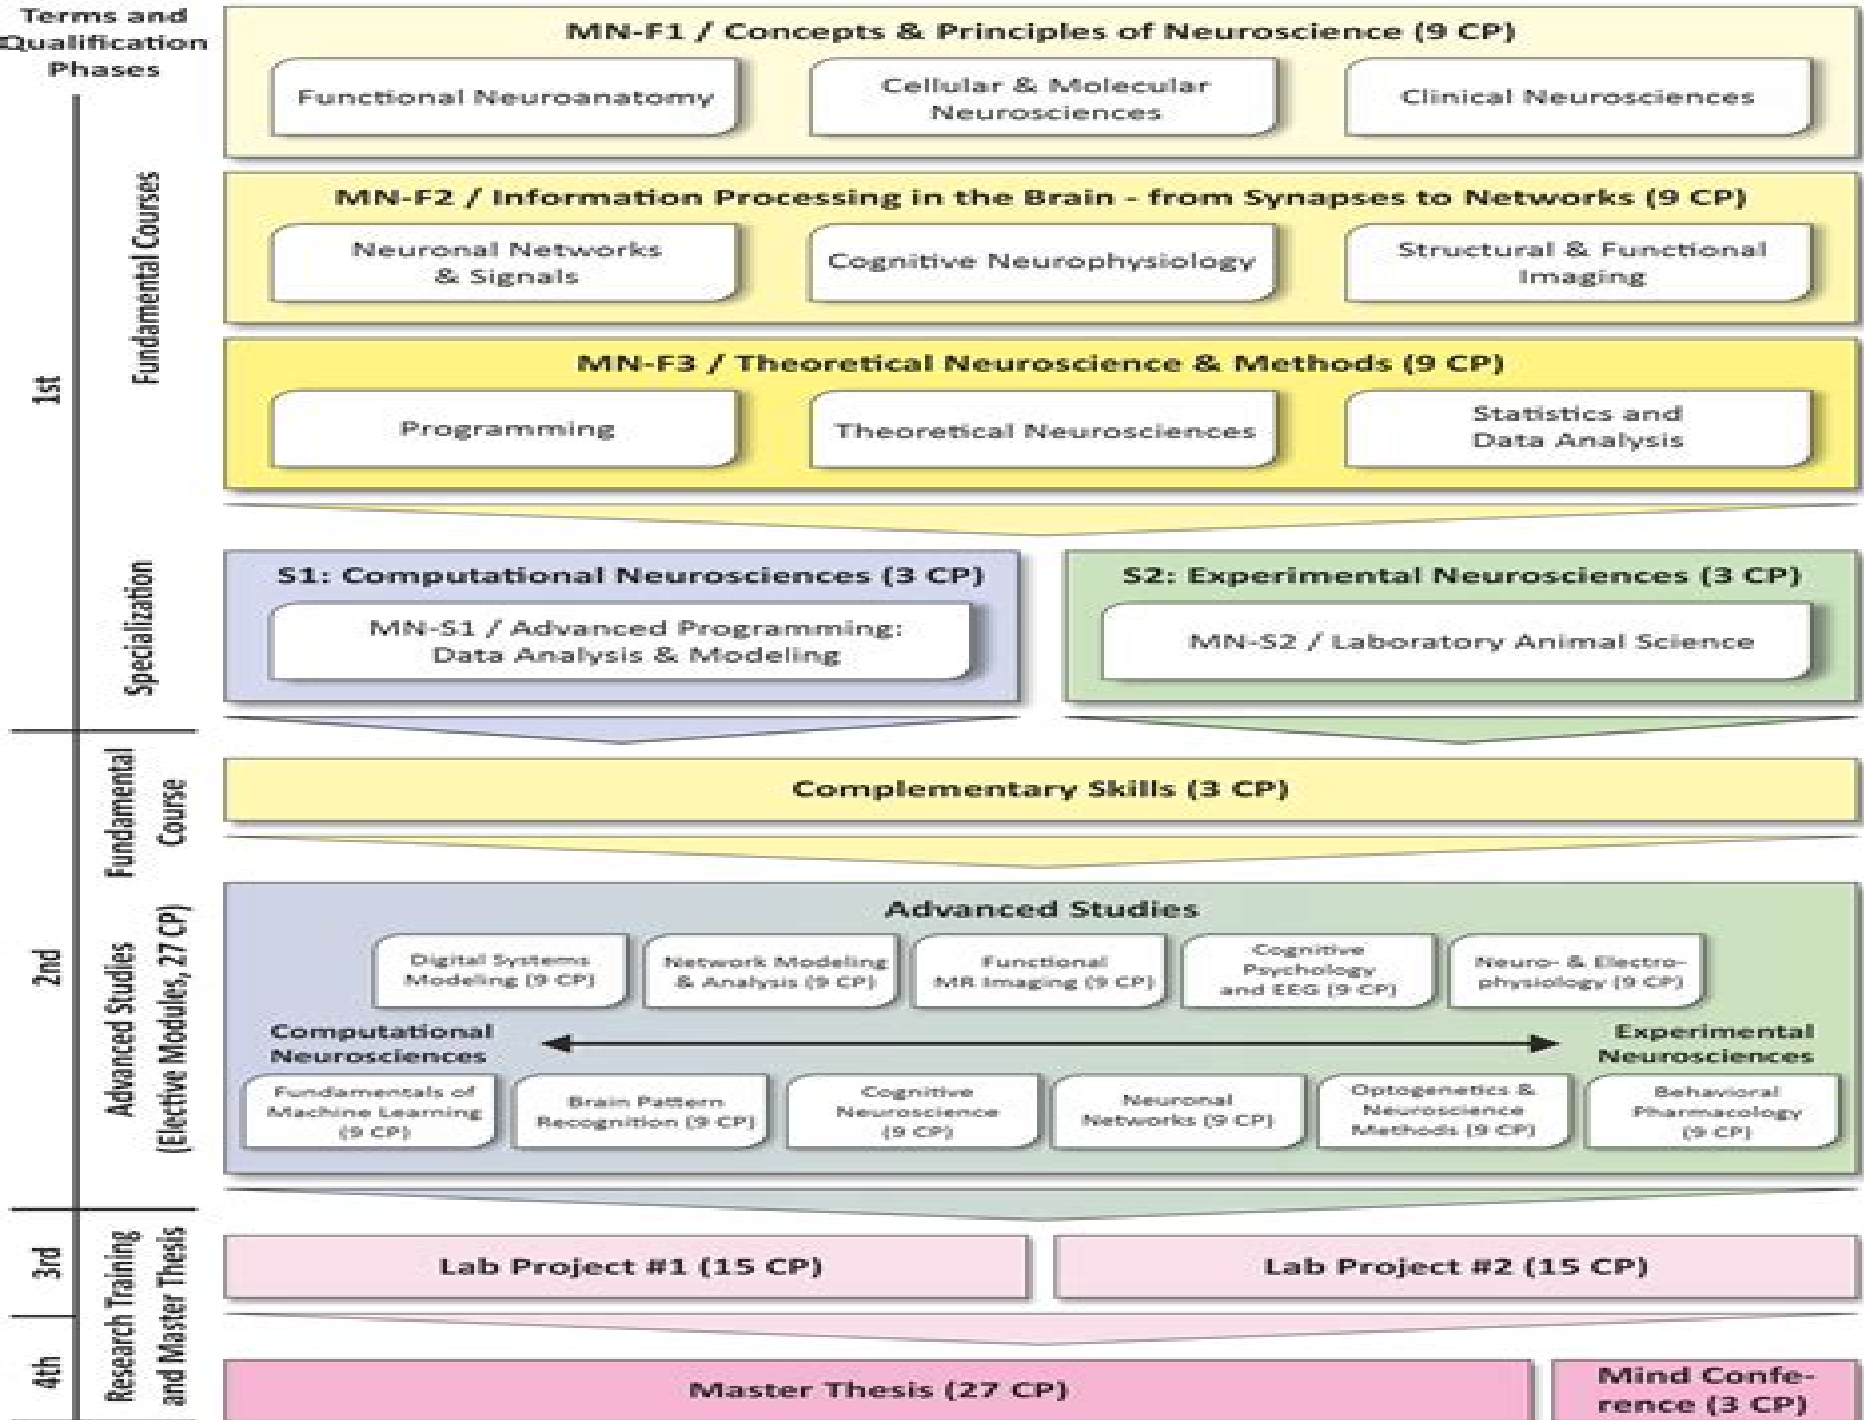 Terms and
Qualification
Phases
MN-F1 / Concepts & Principles of Neuroscience (9 CP)
Functional Neuroanatomy
Cellular & Molecular
Neurosciences
Clinical Neurosciences
MN-F2 / Information Processing in the Brain - from Synapses to Networks (9 CP)
Neuronal Networks
& Signals
Cognitive Neurophysiology
Structural & Functional
Imaging
MN-F3 / Theoretical Neuroscience & Methods (9 CP)
Programming
Theoretical Neurosciences
Statistics and
Data Analysis
1st
Fundamental Courses
Specialization
S1: Computational Neurosciences (3 CP)
MN-S1 / Advanced Programming:
Data Analysis & Modeling
S2: Experimental Neurosciences (3 CP)
MN-S2 / Laboratory Animal Science
2nd
Fundamental
Course
Complementary Skills (3 CP)
Advanced Studies
(Elective Modules, 27 CP)
Advanced Studies
Digital Systems
Modeling (9 CP)
Network Modeling
& Analysis (9 CP)
Functional
MR Imaging (9 CP)
Cognitive
Psychology
and EEG (9 CP)
Neuro- & Electro-
physiology (9 CP)
Computational
Neurosciences
Experimental
Neurosciences
Fundamentals of
Machine Learning
(9 CP)
Brain Pattern
Recognition (9 CP)
Cognitive
Neuroscience
(9 CP)
Neuronal
Networks (9 CP)
Optogenetics &
Neuroscience
Methods (9 CP)
Behavioral
Pharmacology
(9 CP)
3rd
Research Training
and Master Thesis
Lab Project #1 (15 CP)
Lab Project #2 (15 CP)
4th
Master Thesis (27 CP)
Mind Confe-
rence (3 CP)